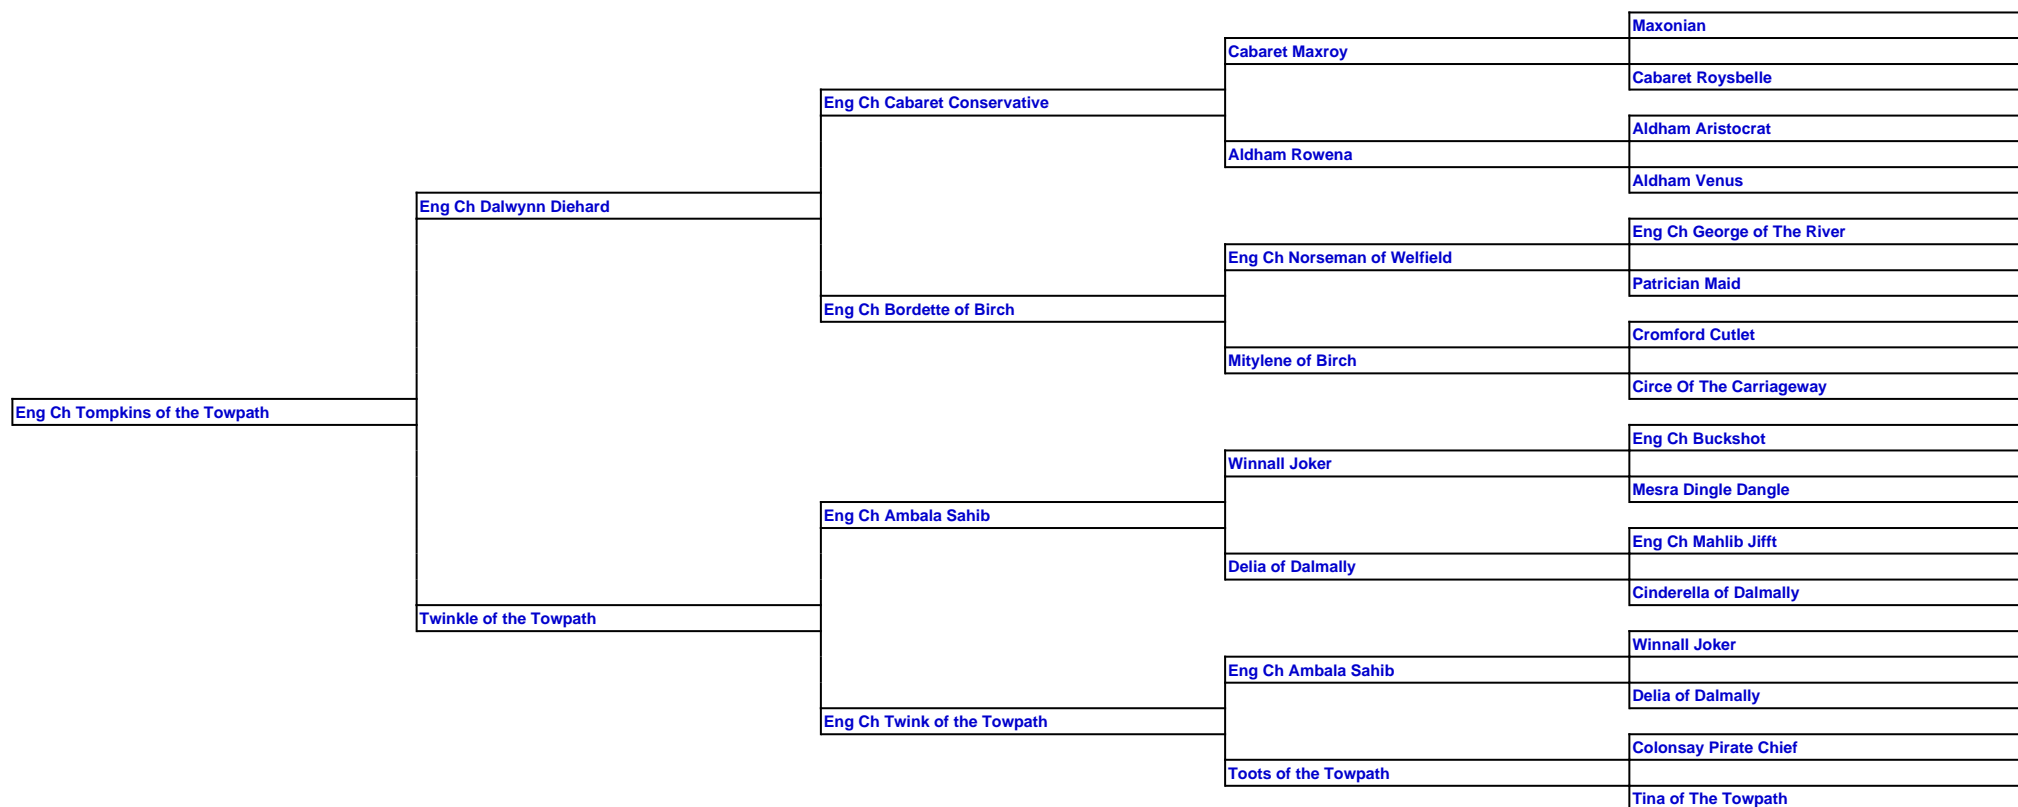 Maxonian
Cabaret Maxroy
Cabaret Roysbelle
Eng Ch Cabaret Conservative
Aldham Aristocrat
Aldham Rowena
Aldham Venus
Eng Ch Dalwynn Diehard
Eng Ch George of The River
Eng Ch Norseman of Welfield
Patrician Maid
Eng Ch Bordette of Birch
Cromford Cutlet
Mitylene of Birch
Circe Of The Carriageway
Eng Ch Tompkins of the Towpath
Eng Ch Buckshot
Winnall Joker
Mesra Dingle Dangle
Eng Ch Ambala Sahib
Eng Ch Mahlib Jifft
Delia of Dalmally
Cinderella of Dalmally
Twinkle of the Towpath
Winnall Joker
Eng Ch Ambala Sahib
Delia of Dalmally
Eng Ch Twink of the Towpath
Colonsay Pirate Chief
Toots of the Towpath
Tina of The Towpath